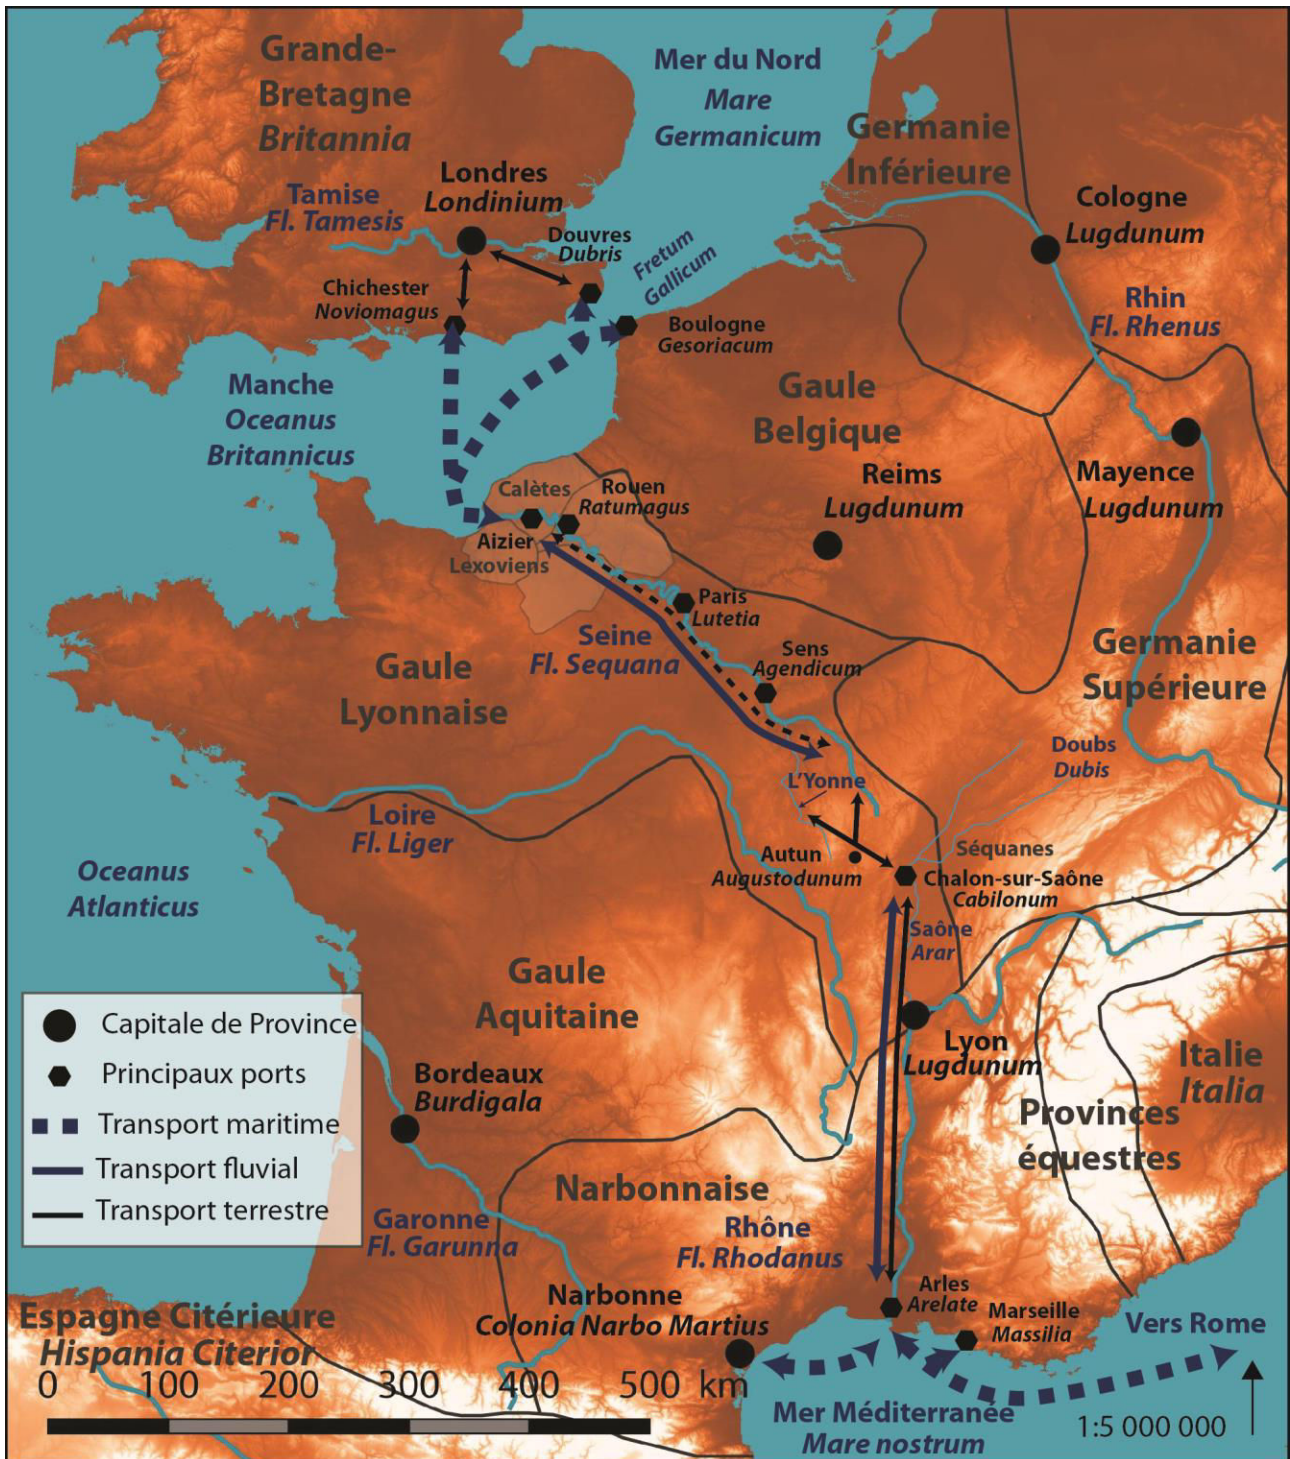 Grande-
Bretagne
Britannia
Mer du Nord
Mare
Germanicum
Germanie
Inférieure
Londres
Londinium
Tamise
Fl. Tamesis
Cologne
Lugdunum
Douvres
Dubris
Fretum
Gallicum
Chichester
Noviomagus
Rhin
Fl. Rhenus
Boulogne
Gesoriacum
Manche
Oceanus
Britannicus
Gaule
Belgique
Reims
Lugdunum
Mayence
Lugdunum
Calètes
Rouen
Ratumagus
Aizier
Lexoviens
Paris
Lutetia
Seine
Fl. Sequana
Sens
Agendicum
Germanie
Supérieure
Gaule
Lyonnaise
Doubs
Dubis
L'Yonne
Loire
Fl. Liger
Autun
Augustodunum
Séquanes
Chalon-sur-Saône
Cabilonum
Oceanus
Atlanticus
Saône
Arar
Gaule
Aquitaine
Capitale de Province
Principaux ports
Transport maritime
Transport fluvial
Transport terrestre
Lyon
Lugdunum
Italie
Italia
Bordeaux
Burdigala
Provinces
équestres
Narbonnaise
Garonne
Fl. Garunna
Rhône
Fl. Rhodanus
Narbonne
Colonia Narbo Martius
Arles
Arelate
Marseille
Massilia
Vers Rome
Espagne Citérieure
Hispania Citerior
0 100 200 300 400 500 km
Mer Méditerranée
Mare nostrum
1:5 000 000